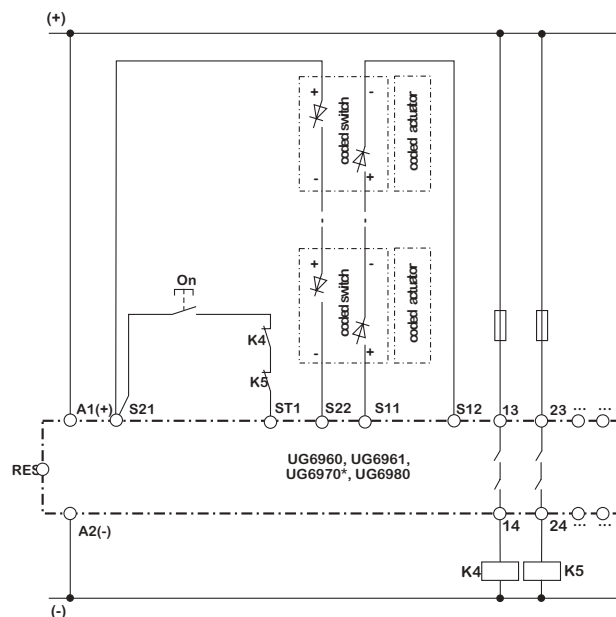 (+)
+
-
coded switch
coded actuator
-
+
On
+
-
coded switch
coded actuator
K4
-
+
K5
A1(+)
S21
ST1
S22
S11
S12
13
23
...
...
RES
UG6960, UG6961,
UG6970*, UG6980
A2(-)
14
24
...
...
K4
K5
(-)